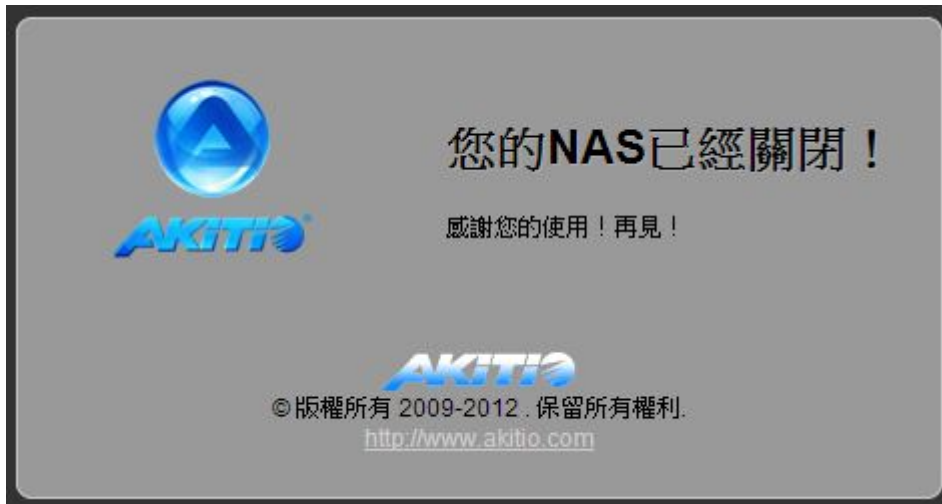 您的NAS已經關閉！
AKiTiO®
感謝您的使用！再見！
AKiTiO
©版權所有 2009-2012 . 保留所有權利.
http://www.akitio.com